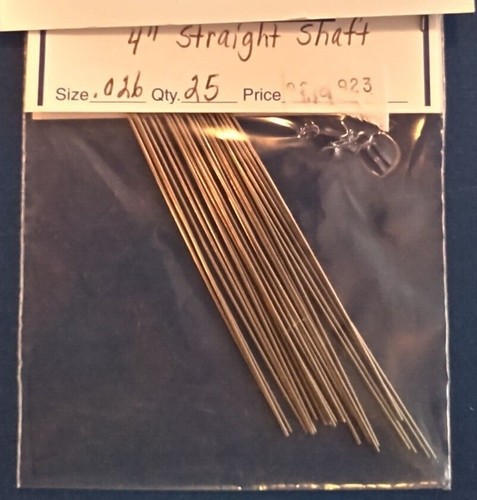 4" Straight Shaft
Size .026 Qty. 25 Price 923